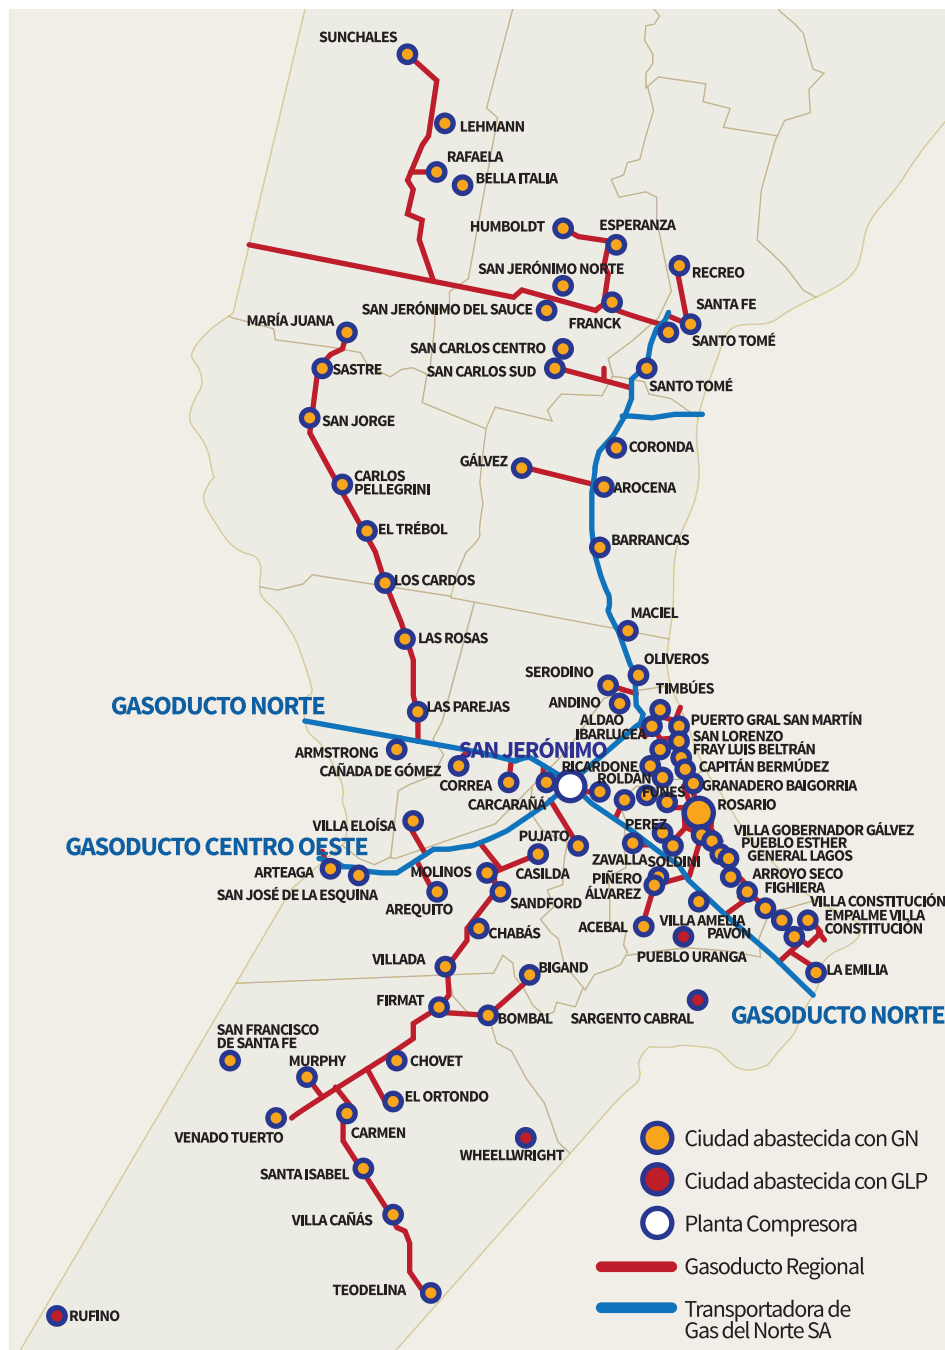 SUNCHALES
LEHMANN
RAFAELA
BELLA ITALIA
HUMBOLDT
ESPERANZA
SAN JERÓNIMO NORTE
RECREO
SAN JERÓNIMO DEL SAUCE
SANTA FE
MARÍA JUANA
FRANCK
SANTO TOMÉ
SAN CARLOS CENTRO
SASTRE
SAN CARLOS SUD
SANTO TOMÉ
SAN JORGE
CORONDA
GÁLVEZ
CARLOS
PELLEGRINI
AROCENA
EL TRÉBOL
BARRANCAS
LOS CARDOS
MACIEL
LAS ROSAS
OLIVEROS
SERODINO
TIMBÚES
ANDINO
GASODUCTO NORTE
LAS PAREJAS
ALDAO
PUERTO GRAL SAN MARTÍN
IBARLUCEA
SAN LORENZO
ARMSTRONG
SAN JERÓNIMO
FRAY LUIS BELTRÁN
CAÑADA DE GÓMEZ
RICARDONE
CAPITÁN BERMÚDEZ
CORREA
ROLDÁN
GRANADERO BAIGORRIA
CARCARAÑÁ
FUNES
ROSARIO
VILLA ELOÍSA
PUJATO
PEREZ
VILLA GOBERNADOR GÁLVEZ
GASODUCTO CENTRO OESTE
PUEBLO ESTHER
ZAVALLA
SOLDINI
GENERAL LAGOS
ARTEAGA
MOLINOS
CASILDA
PIÑERO
ARROYO SECO
SAN JOSÉ DE LA ESQUINA
ÁLVAREZ
FIGHIERA
AREQUITO
SANDFORD
VILLA CONSTITUCIÓN
ACEBAL
VILLA AMELIA
EMPALME VILLA
CONSTITUCIÓN
CHABÁS
PAVÓN
PUEBLO URANGA
VILLADA
BIGAND
LA EMILIA
FIRMAT
BOMBAL
SARGENTO CABRAL
GASODUCTO NORTE
SAN FRANCISCO
DE SANTA FE
MURPHY
CHOVET
EL ORTONDO
VENADO TUERTO
CARMEN
WHEELLWRIGHT
SANTA ISABEL
VILLA CAÑÁS
TEODELINA
RUFINO
Ciudad abastecida con GN
Ciudad abastecida con GLP
Planta Compresora
Gasoducto Regional
Transportadora de
Gas del Norte SA